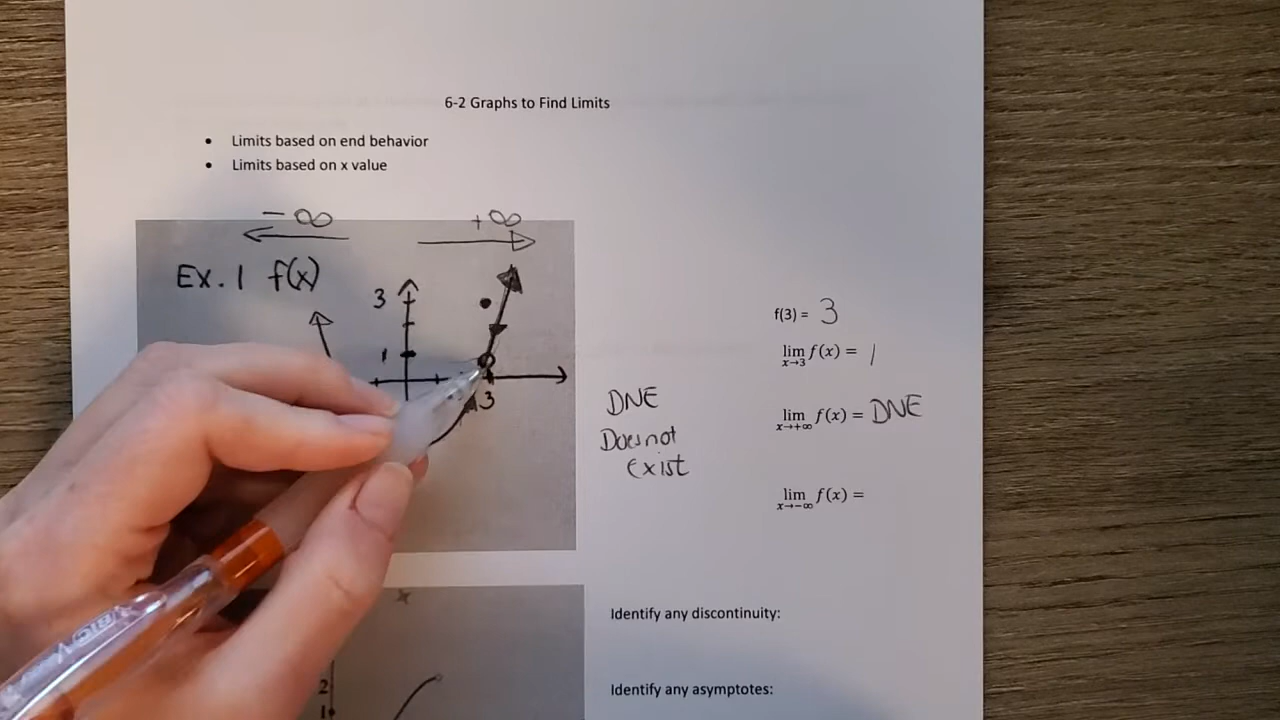 6-2 Graphs to Find Limits
• Limits based on end behavior
• Limits based on x value
− ∞ + ∞
Ex. 1 f(x)
3
1
3
f(3) = 3
lim x→3 f(x) = 1
lim x→+∞ f(x) = DNE
DNE
Does not
Exist
lim x→−∞ f(x) =
Identify any discontinuity:
Identify any asymptotes:
2
1
BIC